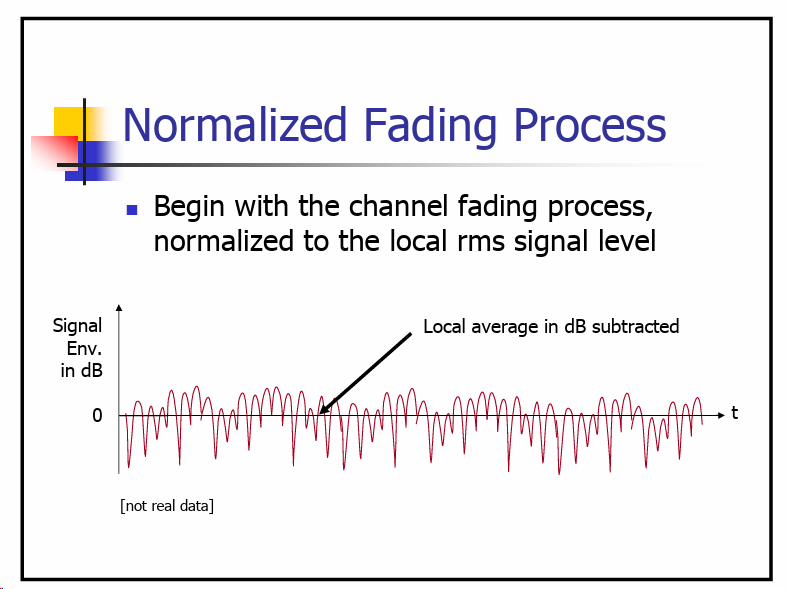 Normalized Fading Process
Begin with the channel fading process,
normalized to the local rms signal level
Signal
Env.
in dB
Local average in dB subtracted
0
t
[not real data]